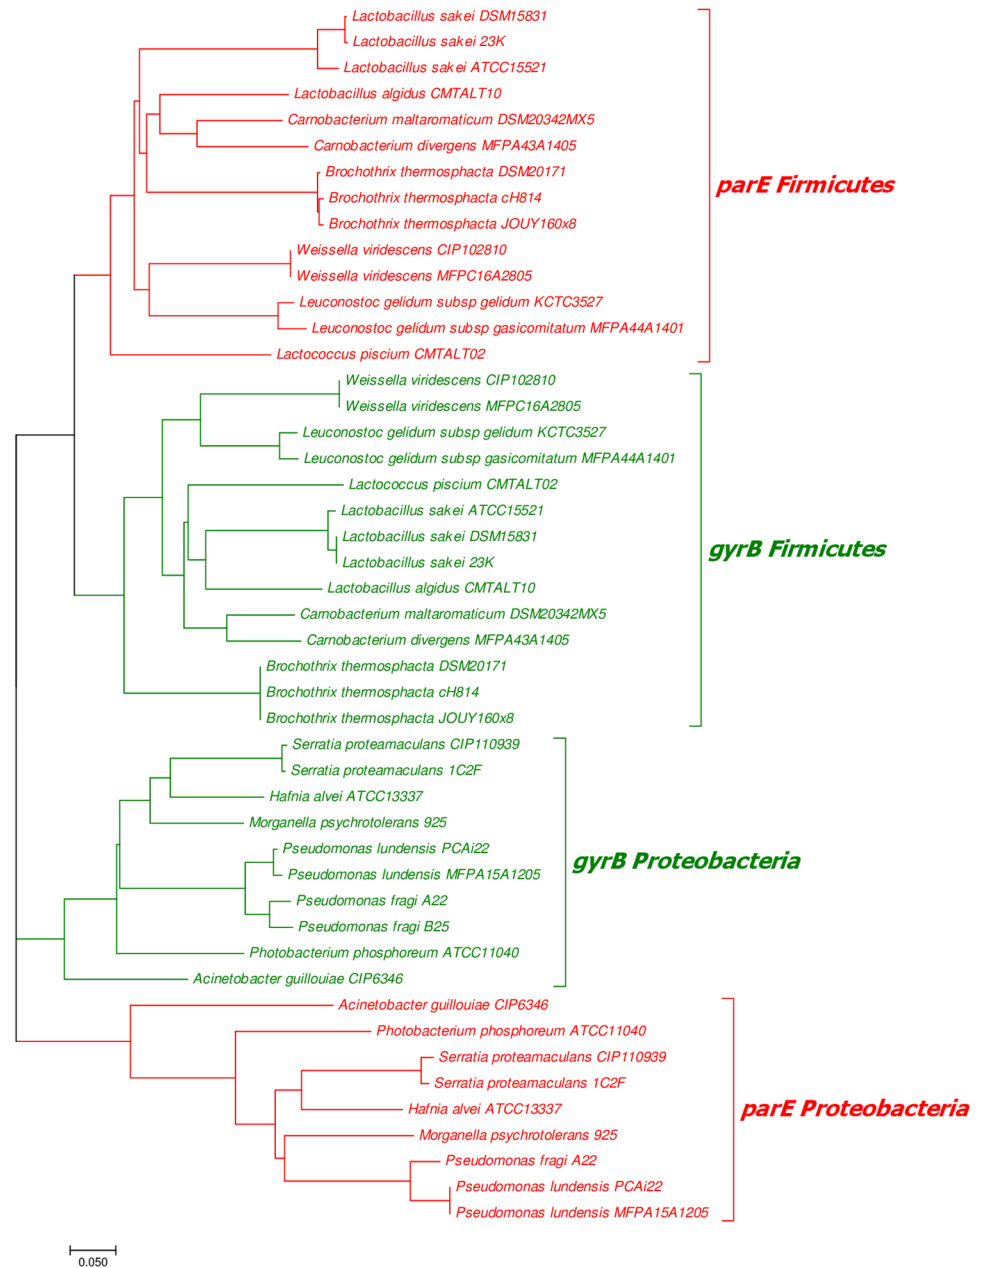 Lactobacillus sakei DSM15831
Lactobacillus sakei 23K
Lactobacillus sakei ATCC15521
Lactobacillus algidus CMTALT10
Carnobacterium maltaromaticum DSM20342MX5
Carnobacterium divergens MFPA43A1405
Brochothrix thermosphacta DSM20171
parE Firmicutes
Brochothrix thermosphacta cH814
Brochothrix thermosphacta JOUY160x8
Weissella viridescens CIP102810
Weissella viridescens MFPC16A2805
Leuconostoc gelidum subsp gelidum KCTC3527
Leuconostoc gelidum subsp gasicomitatum MFPA44A1401
Lactococcus piscium CMTALT02
Weissella viridescens CIP102810
Weissella viridescens MFPC16A2805
Leuconostoc gelidum subsp gelidum KCTC3527
Leuconostoc gelidum subsp gasicomitatum MFPA44A1401
Lactococcus piscium CMTALT02
Lactobacillus sakei ATCC15521
Lactobacillus sakei DSM15831
gyrB Firmicutes
Lactobacillus sakei 23K
Lactobacillus algidus CMTALT10
Carnobacterium maltaromaticum DSM20342MX5
Carnobacterium divergens MFPA43A1405
Brochothrix thermosphacta DSM20171
Brochothrix thermosphacta cH814
Brochothrix thermosphacta JOUY160x8
Serratia proteamaculans CIP110939
Serratia proteamaculans 1C2F
Hafnia alvei ATCC13337
Morganella psychrotolerans 925
Pseudomonas lundensis PCAi22
gyrB Proteobacteria
Pseudomonas lundensis MFPA15A1205
Pseudomonas fragi A22
Pseudomonas fragi B25
Photobacterium phosphoreum ATCC11040
Acinetobacter guillouiae CIP6346
Acinetobacter guillouiae CIP6346
Photobacterium phosphoreum ATCC11040
Serratia proteamaculans CIP110939
Serratia proteamaculans 1C2F
Hafnia alvei ATCC13337
parE Proteobacteria
Morganella psychrotolerans 925
Pseudomonas fragi A22
Pseudomonas lundensis PCAi22
Pseudomonas lundensis MFPA15A1205
0.050